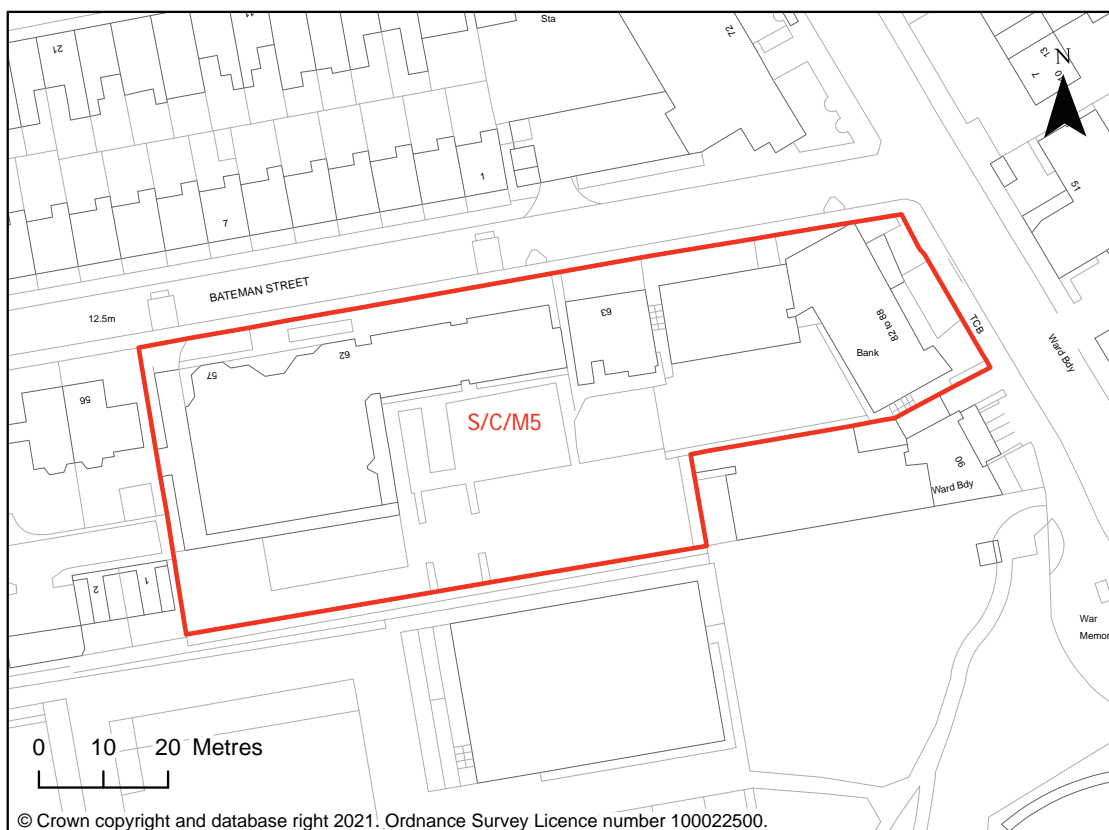 Sta
21
11
72
13
10
7
N
51
1
7
BATEMAN STREET
12.5m
63
62
57
56
82 to 88
Bank
TCB
Ward Bdy
S/C/M5
90
Ward Bdy
1
2
War
Memor
0 10 20 Metres
© Crown copyright and database right 2021. Ordnance Survey Licence number 100022500.